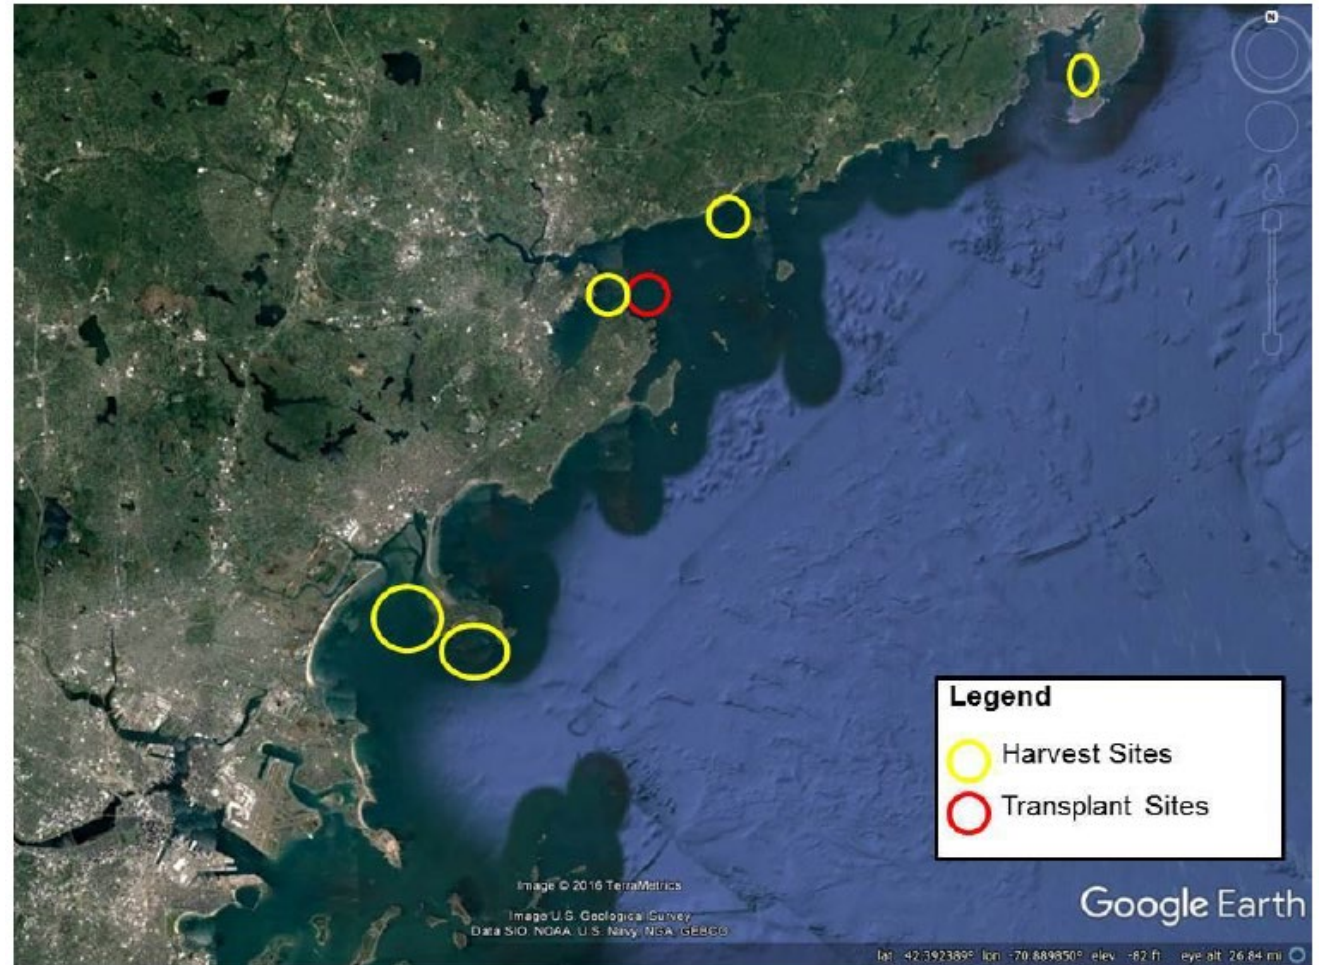 N
Legend
Harvest Sites
Transplant Sites
Image © 2016 TerraMetrics
Image U.S. Geological Survey
Data SIO, NOAA, U.S. Navy, NGA, GEBCO
Google Earth
lat 42.392389° lon -70.889850° elev -82 ft eye alt 26.84 mi